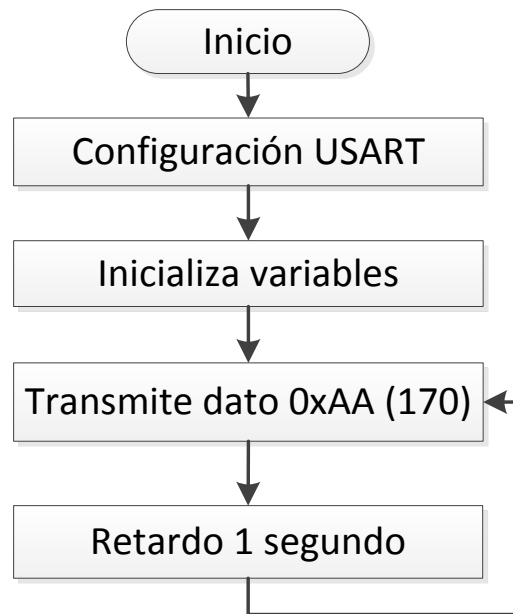 Inicio
Configuración USART
Inicializa variables
Transmite dato 0xAA (170)
Retardo 1 segundo